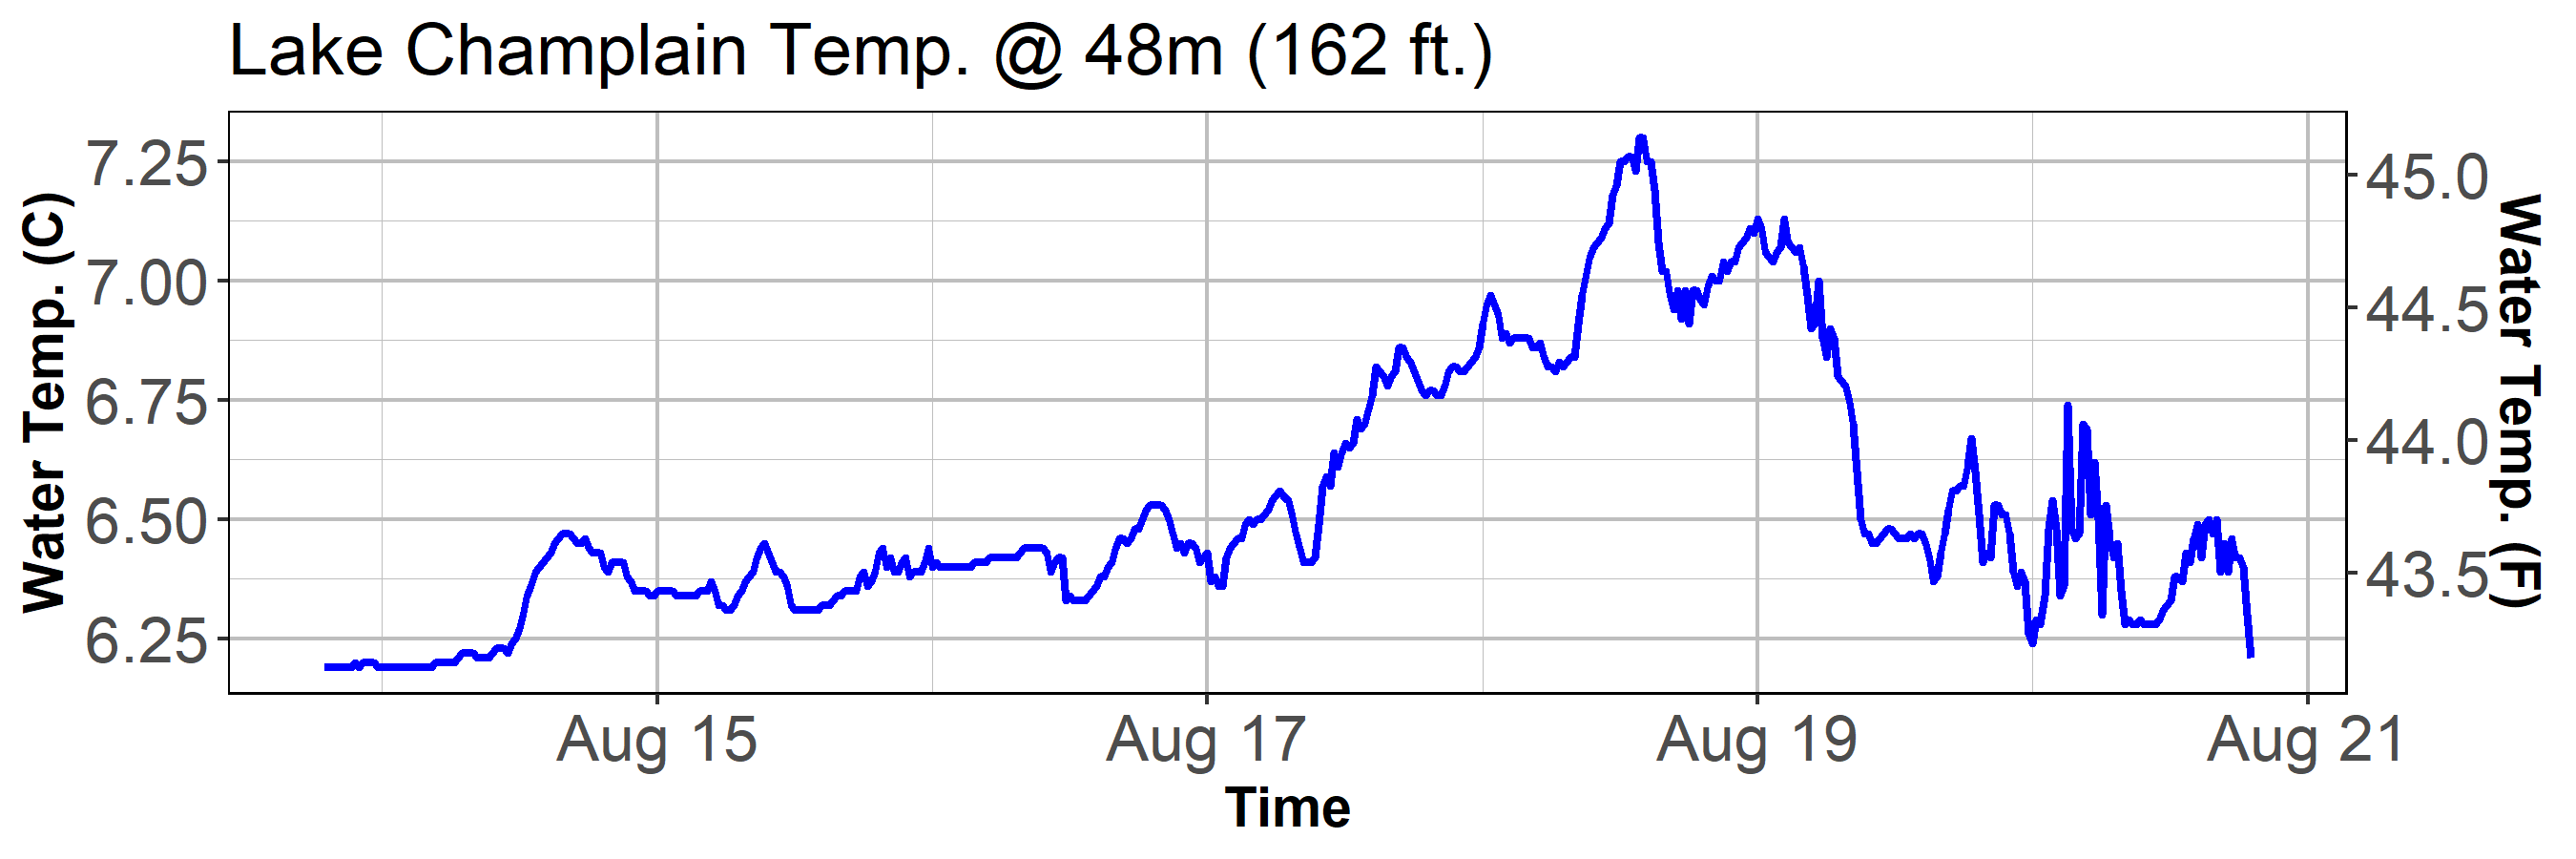 Lake Champlain Temp. @ 48m (162 ft.)
Water Temp. (C)
7.25
7.00
6.75
6.50
6.25
45.0
44.5
44.0
43.5
Water Temp. (F)
Aug 15 Aug 17 Aug 19 Aug 21
Time